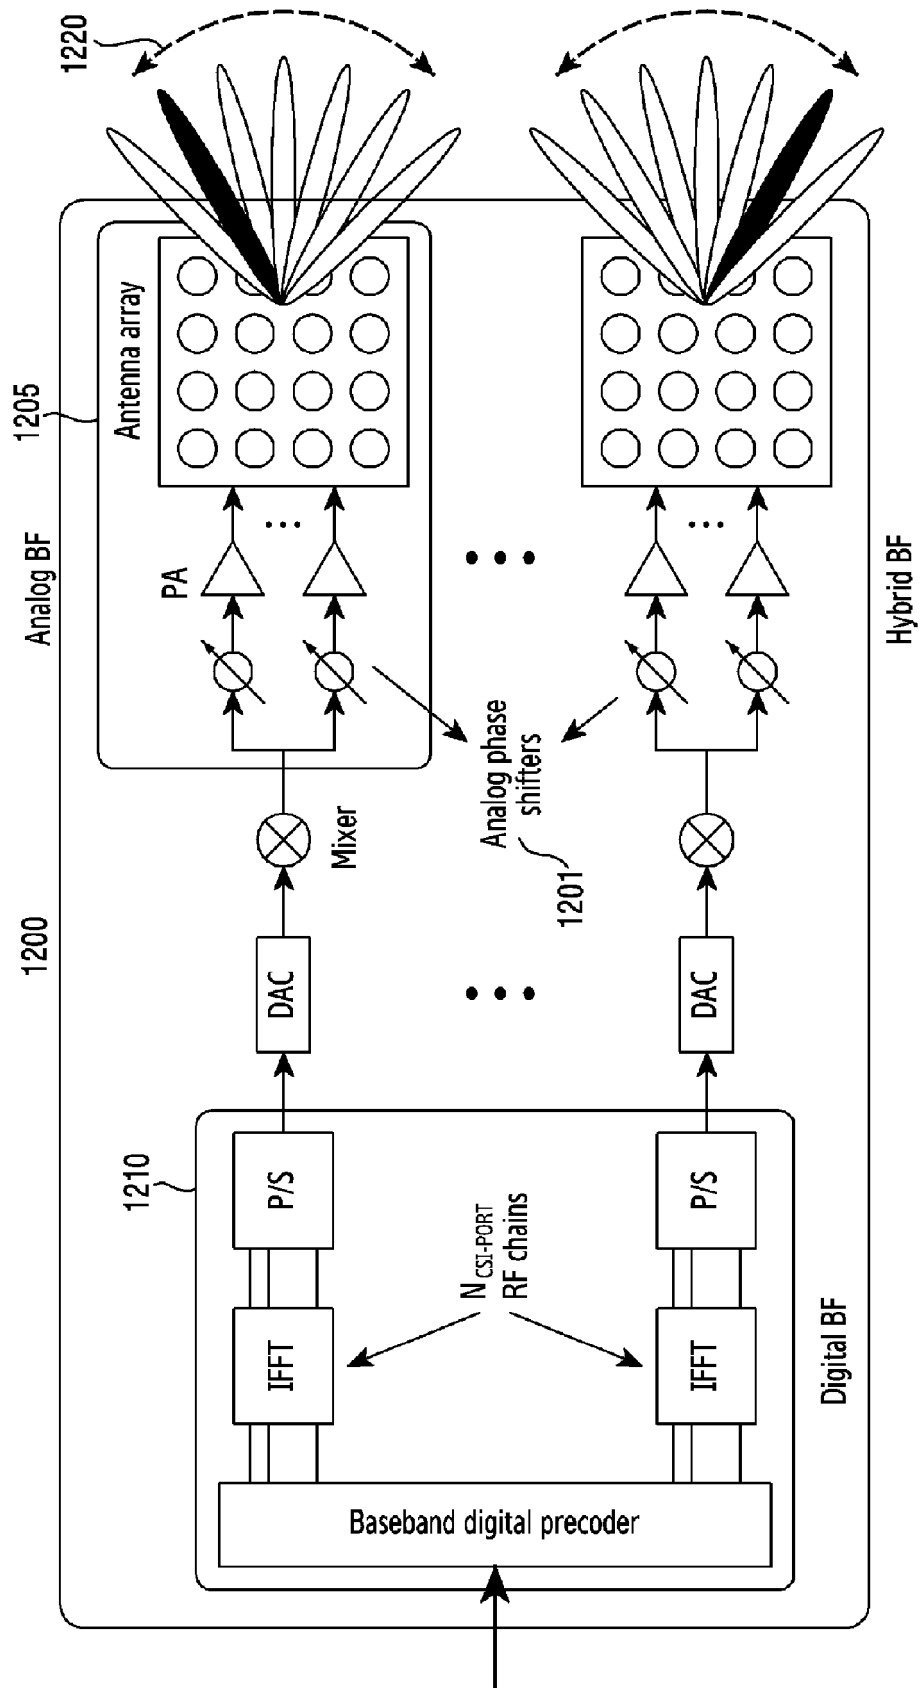 1200
Analog BF
1205
Antenna array
1220
PA
Mixer
DAC
1210
P/S
IFFT
Baseband digital precoder
N CSI-PORT
RF chains
Analog phase
shifters
1201
DAC
P/S
IFFT
Digital BF
Hybrid BF